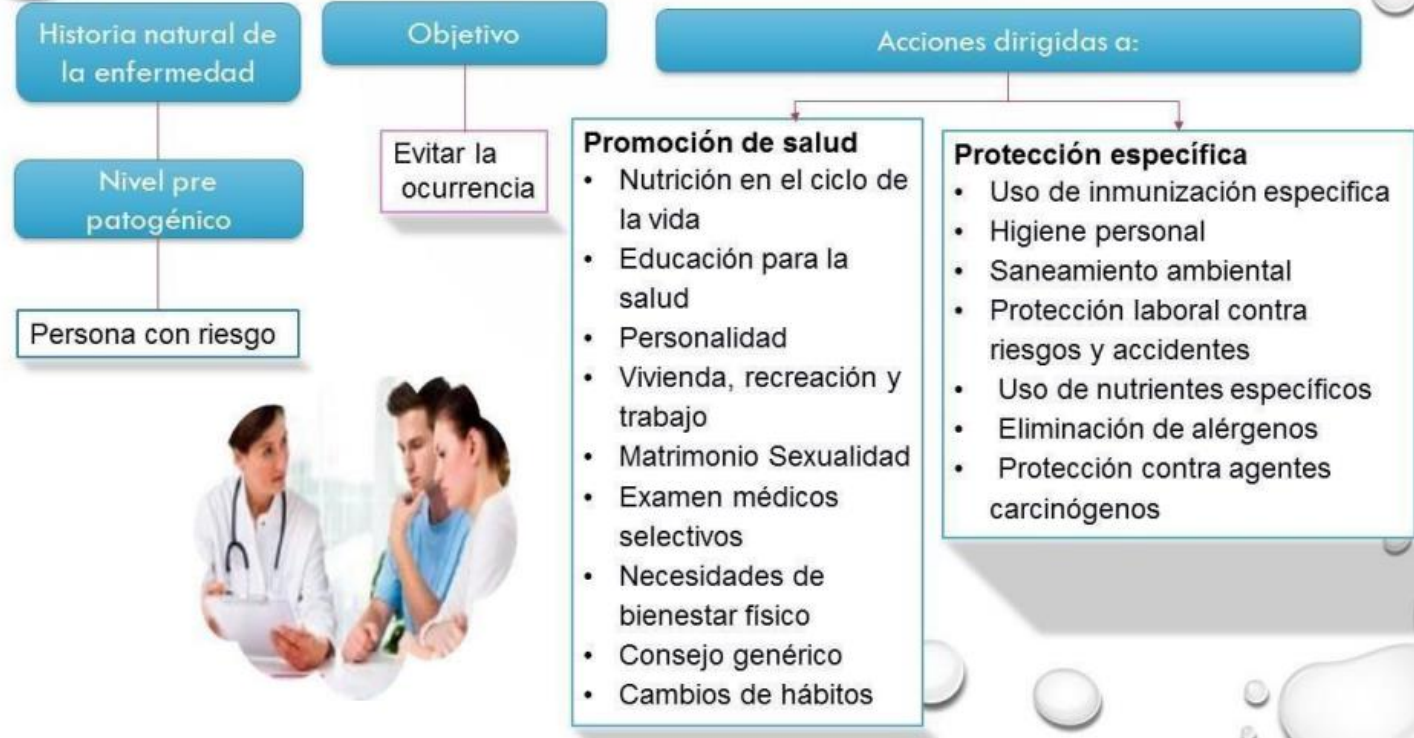 Historia natural de
la enfermedad
Nivel pre
patogénico
Persona con riesgo
Objetivo
Evitar la
ocurrencia
Acciones dirigidas a:
Promoción de salud
• Nutrición en el ciclo de
la vida
• Educación para la
salud
• Personalidad
• Vivienda, recreación y
trabajo
• Matrimonio Sexualidad
• Examen médicos
selectivos
• Necesidades de
bienestar físico
• Consejo genérico
• Cambios de hábitos
Protección específica
• Uso de inmunización especifica
• Higiene personal
• Saneamiento ambiental
• Protección laboral contra
riesgos y accidentes
• Uso de nutrientes específicos
• Eliminación de alérgenos
• Protección contra agentes
carcinógenos